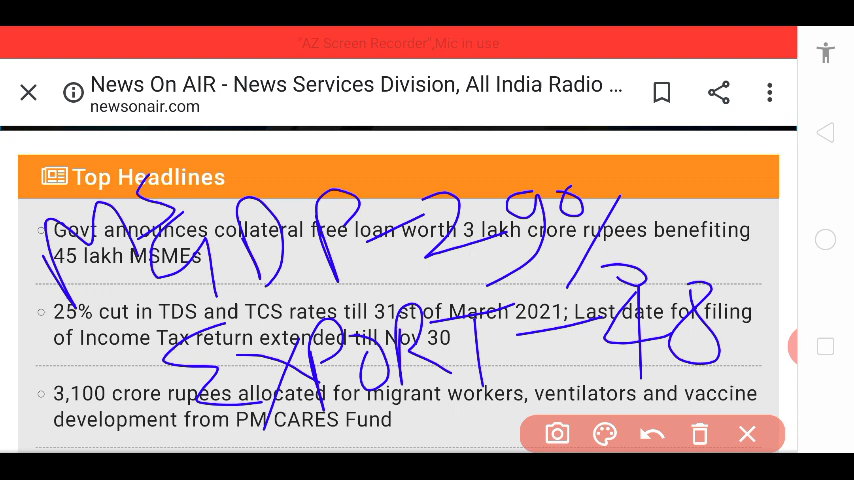 "AZ Screen Recorder",Mic in use
News On AIR - News Services Division, All India Radio ...
newsonair.com
Top Headlines
Govt announces collateral free loan worth 3 lakh crore rupees benefiting
45 lakh MSMEs
GDP-29%
25% cut in TDS and TCS rates till 31st of March 2021; Last date for filing
of Income Tax return extended till Nov 30
EXPORT-48
3,100 crore rupees allocated for migrant workers, ventilators and vaccine
development from PM CARES Fund